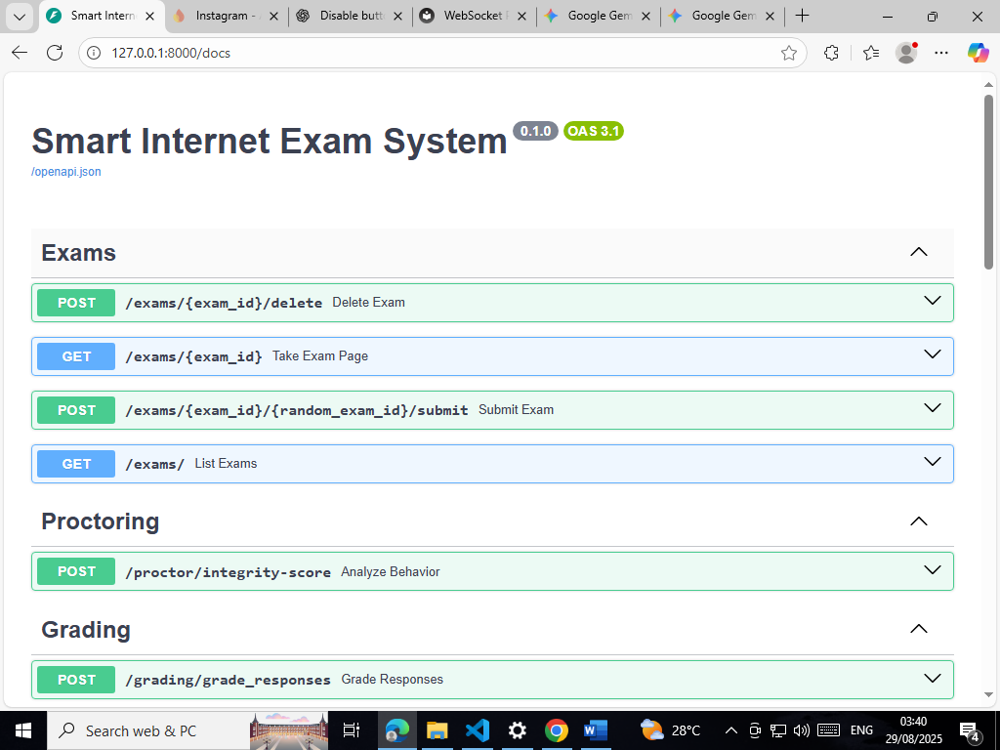 Smart Intern
Instagram -
Disable butt
WebSocket
Google Gem
Google Gem
127.0.0.1:8000/docs
Smart Internet Exam System 0.1.0 OAS 3.1
/openapi.json
Exams
POST /exams/{exam_id}/delete Delete Exam
GET /exams/{exam_id} Take Exam Page
POST /exams/{exam_id}/{random_exam_id}/submit Submit Exam
GET /exams/ List Exams
Proctoring
POST /proctor/integrity-score Analyze Behavior
Grading
POST /grading/grade_responses Grade Responses
Search web & PC
28°C
ENG
03:40
29/08/2025
4